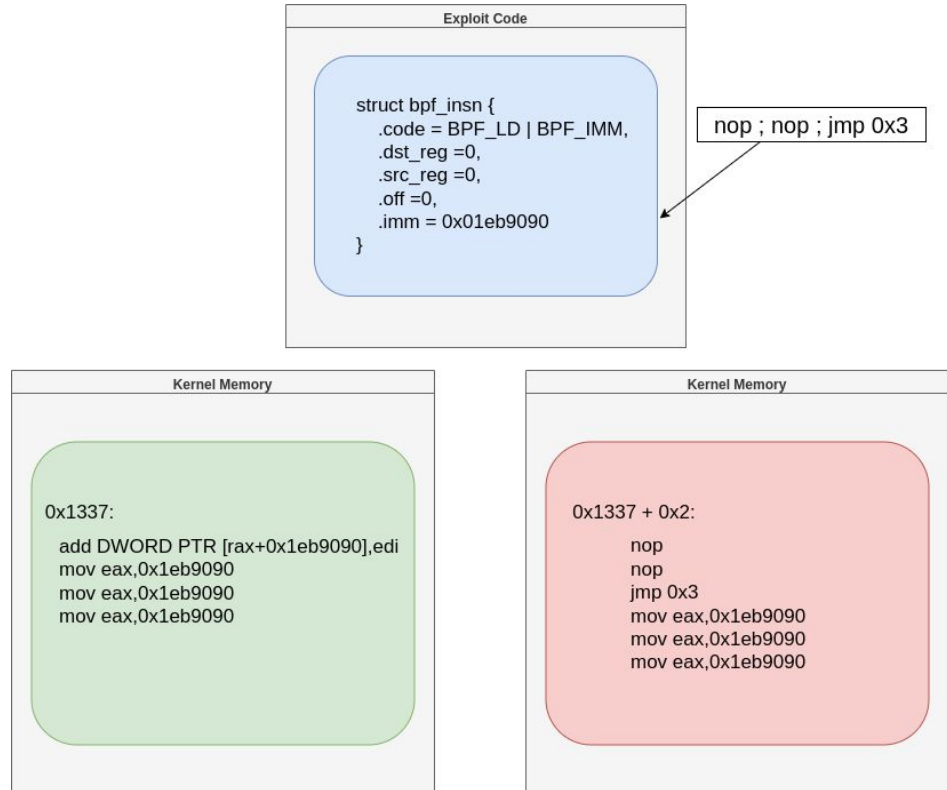 Exploit Code
struct bpf_insn {
.code = BPF_LD | BPF_IMM,
.dst_reg =0,
.src_reg =0,
.off =0,
.imm = 0x01eb9090
}
nop ; nop ; jmp 0x3
Kernel Memory
0x1337:
add DWORD PTR [rax+0x1eb9090],edi
mov eax,0x1eb9090
mov eax,0x1eb9090
mov eax,0x1eb9090
Kernel Memory
0x1337 + 0x2:
nop
nop
jmp 0x3
mov eax,0x1eb9090
mov eax,0x1eb9090
mov eax,0x1eb9090